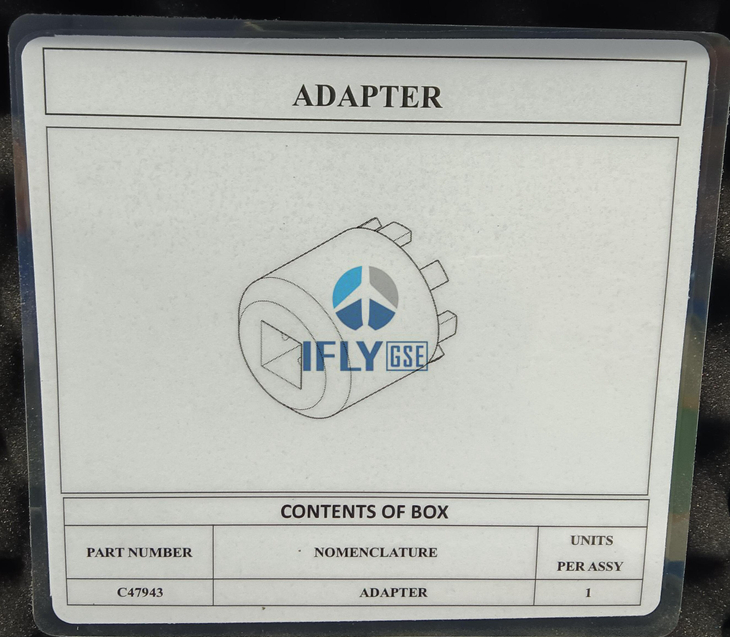 ADAPTER
IFLY GSE
CONTENTS OF BOX
PART NUMBER
NOMENCLATURE
UNITS
PER ASSY
C47943
ADAPTER
1